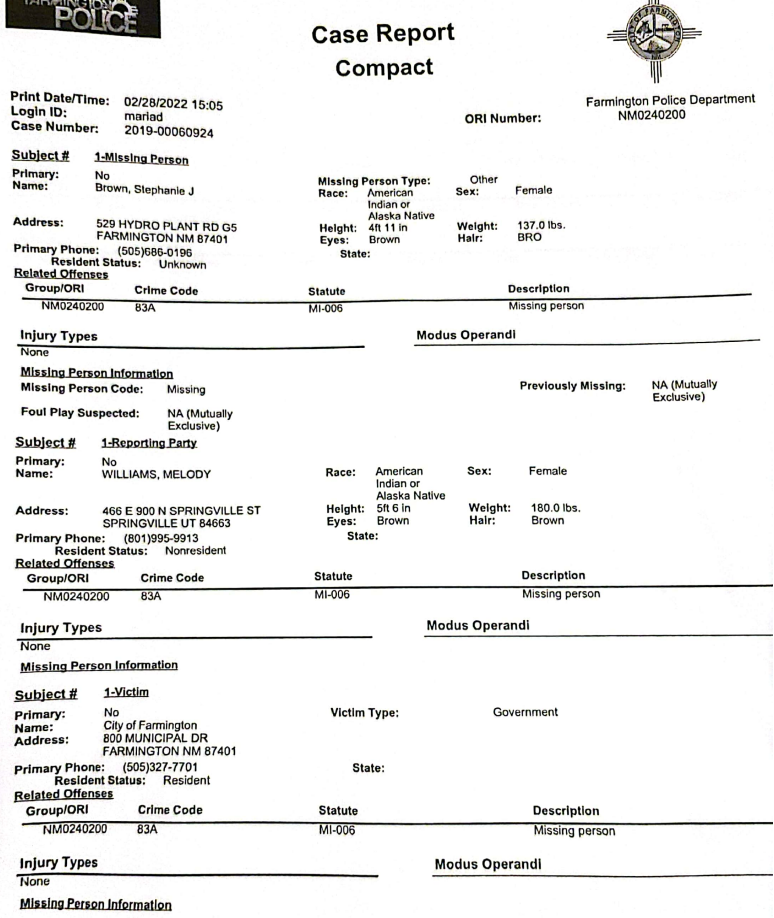 FARMINGTON
POLICE
Case Report
Compact
CITY OF FARMINGTON
Print Date/Time: 02/28/2022 15:05
Login ID: mariad
Case Number: 2019-00060924
Farmington Police Department
ORI Number: NM0240200
Subject # 1-Missing Person
Primary: No
Name: Brown, Stephanie J
Missing Person Type: Other
Race: American Indian or Alaska Native
Sex: Female
Address: 529 HYDRO PLANT RD G5
FARMINGTON NM 87401
Height: 4ft 11 in Weight: 137.0 lbs.
Eyes: Brown Hair: BRO
Primary Phone: (505)686-0196 State:
Resident Status: Unknown
Related Offenses
Group/ORI Crime Code Statute Description
NM0240200 83A MI-006 Missing person
Injury Types Modus Operandi
None
Missing Person Information
Missing Person Code: Missing Previously Missing: NA (Mutually
Exclusive)
Foul Play Suspected: NA (Mutually
Exclusive)
Subject # 1-Reporting Party
Primary: No
Name: WILLIAMS, MELODY Race: American Sex: Female
Indian or
Alaska Native
Address: 466 E 900 N SPRINGVILLE ST Height: 5ft 6 in Weight: 180.0 lbs.
SPRINGVILLE UT 84663 Eyes: Brown Hair: Brown
Primary Phone: (801)995-9913 State:
Resident Status: Nonresident
Related Offenses
Group/ORI Crime Code Statute Description
NM0240200 83A MI-006 Missing person
Injury Types Modus Operandi
None
Missing Person Information
Subject # 1-Victim
Primary: No Victim Type: Government
Name: City of Farmington
Address: 800 MUNICIPAL DR
FARMINGTON NM 87401
Primary Phone: (505)327-7701 State:
Resident Status: Resident
Related Offenses
Group/ORI Crime Code Statute Description
NM0240200 83A MI-006 Missing person
Injury Types Modus Operandi
None
Missing Person Information